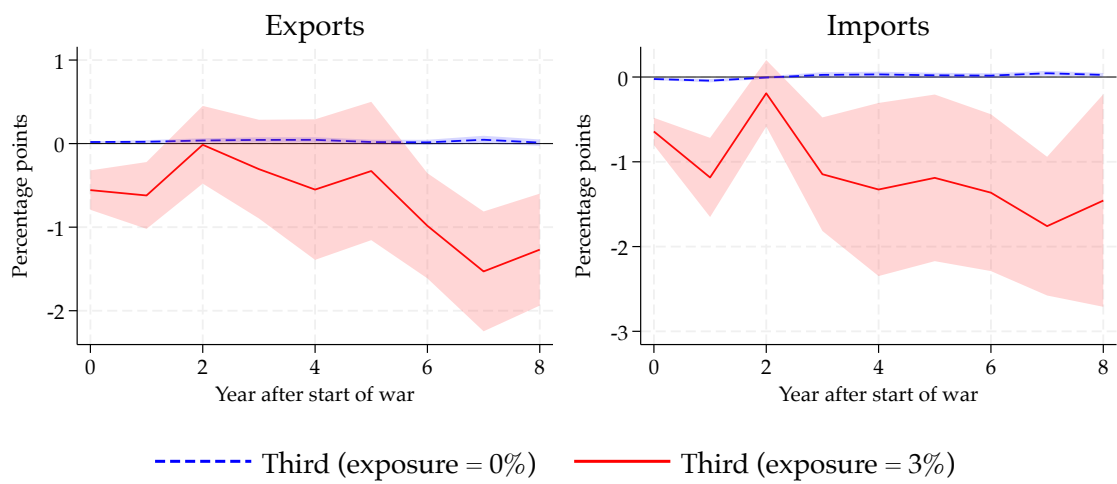 Exports
Imports
Percentage points
1
0
-1
-2
0 2 4 6 8
Year after start of war
Percentage points
0
-1
-2
-3
0 2 4 6 8
Year after start of war
Third (exposure = 0%) Third (exposure = 3%)